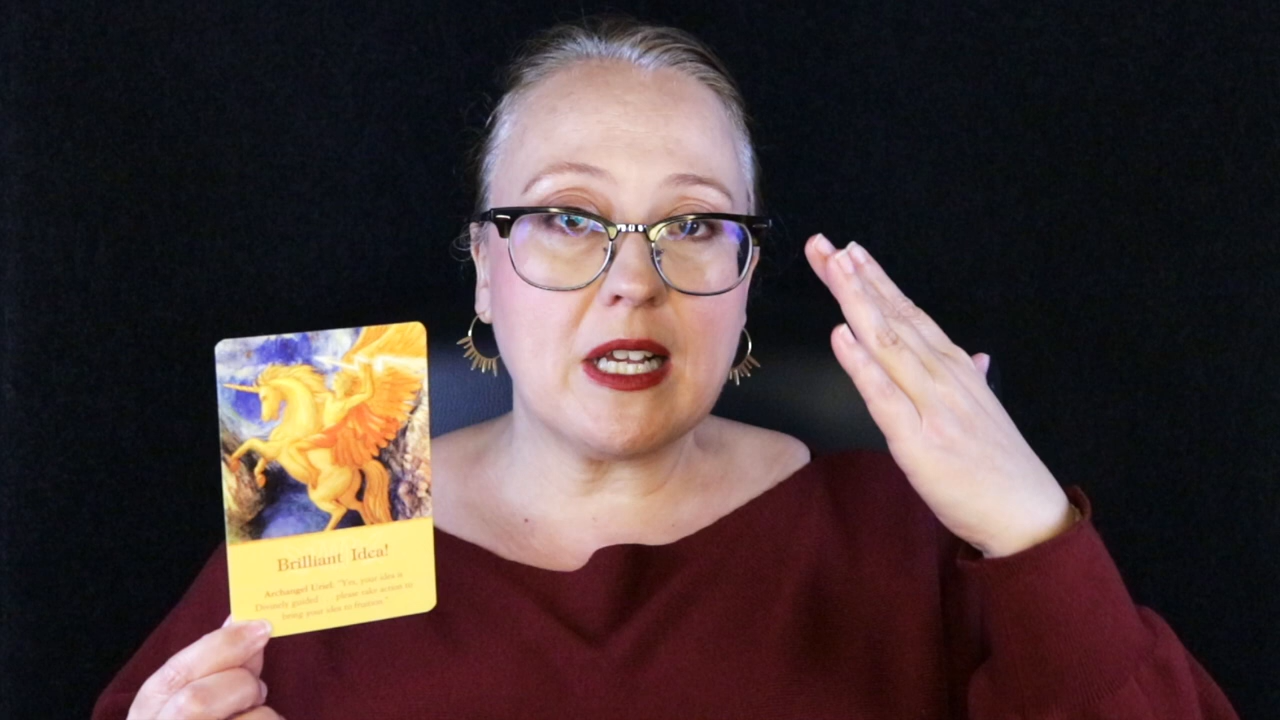 Brilliant Idea!
Archangel Uriel: "Yes, your idea is
Divinely guided . . . please take action to
bring your idea to fruition."